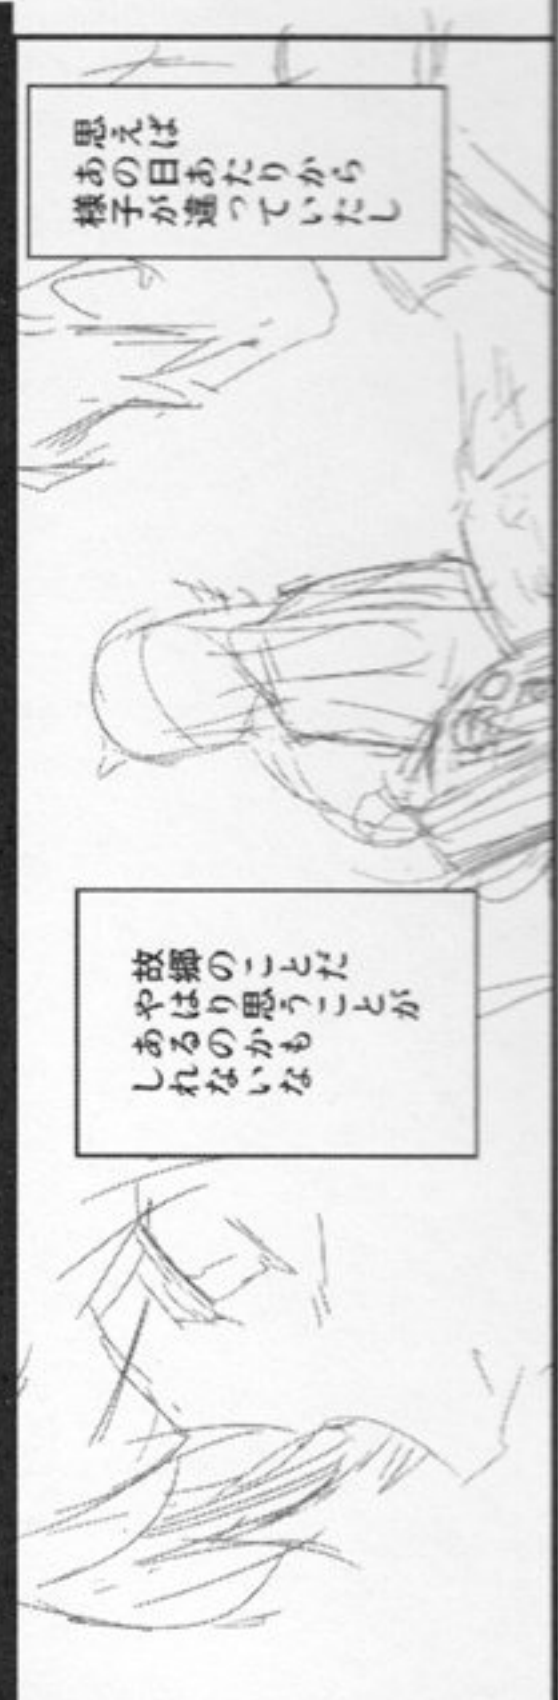 思えば
あの日あたりから
様子が違っていたし
故郷のことだ
やはり思うことが
あるのかも
しれないな